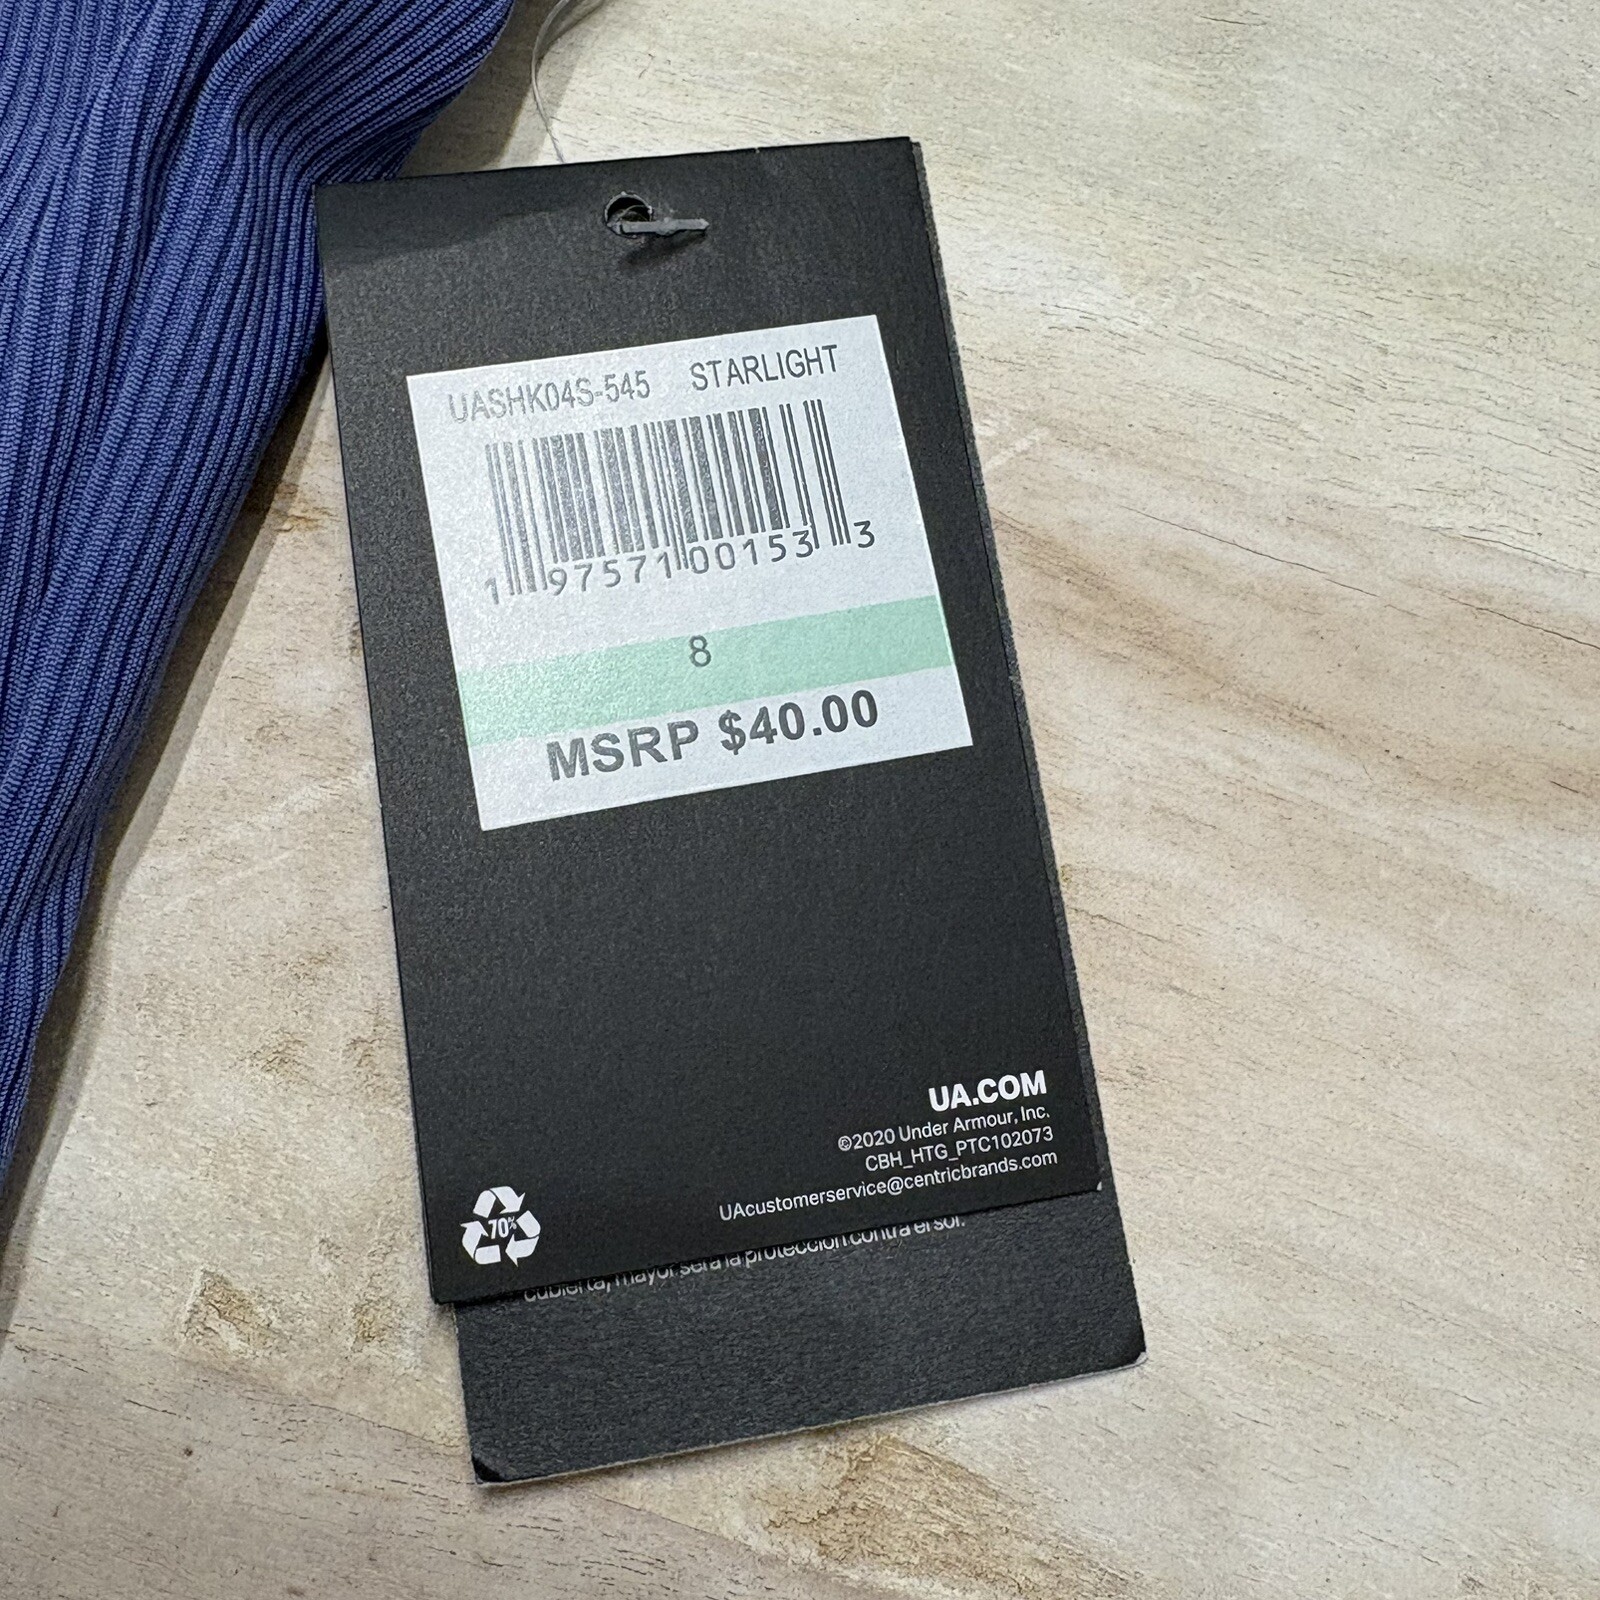 UASHK04S-545 STARLIGHT
1 97571 00153 3
8
MSRP $40.00
UA.COM
©2020 Under Armour, Inc.
CBH_HTG_PTC102073
UAcustomerservice@centricbrands.com
70%
cubierta, mayor será la protección contra el sol.